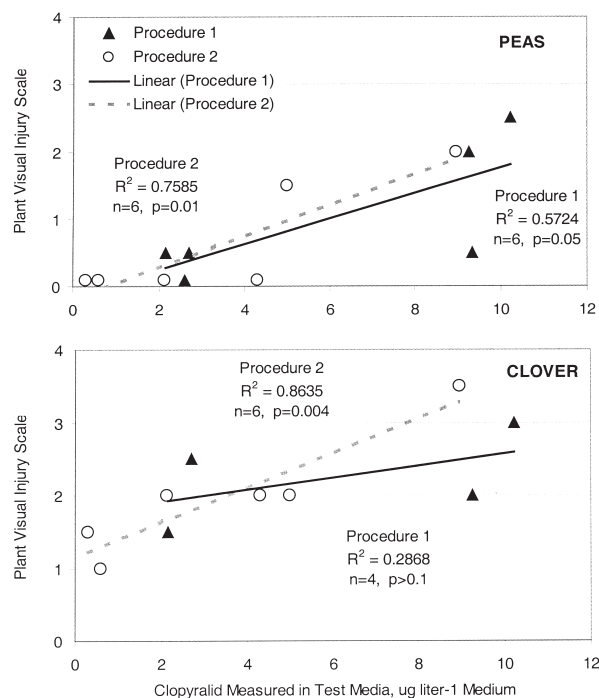 4
3
2
1
0
Plant Visual Injury Scale
Procedure 1
Procedure 2
Linear (Procedure 1)
Linear (Procedure 2)
PEAS
Procedure 2
R² = 0.7585
n=6, p=0.01
Procedure 1
R² = 0.5724
n=6, p=0.05
0 2 4 6 8 10 12
4
3
2
1
0
Plant Visual Injury Scale
CLOVER
Procedure 2
R² = 0.8635
n=6, p=0.004
Procedure 1
R² = 0.2868
n=4, p>0.1
0 2 4 6 8 10 12
Clopyralid Measured in Test Media, ug liter-1 Medium